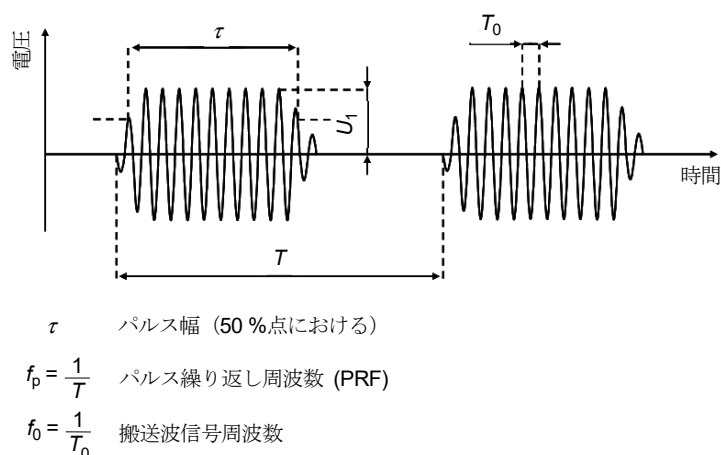 電圧
τ
T0
U1
時間
T
τ パルス幅（50 %点における）
fp = 1/T パルス繰り返し周波数 (PRF)
f0 = 1/T0 搬送波信号周波数